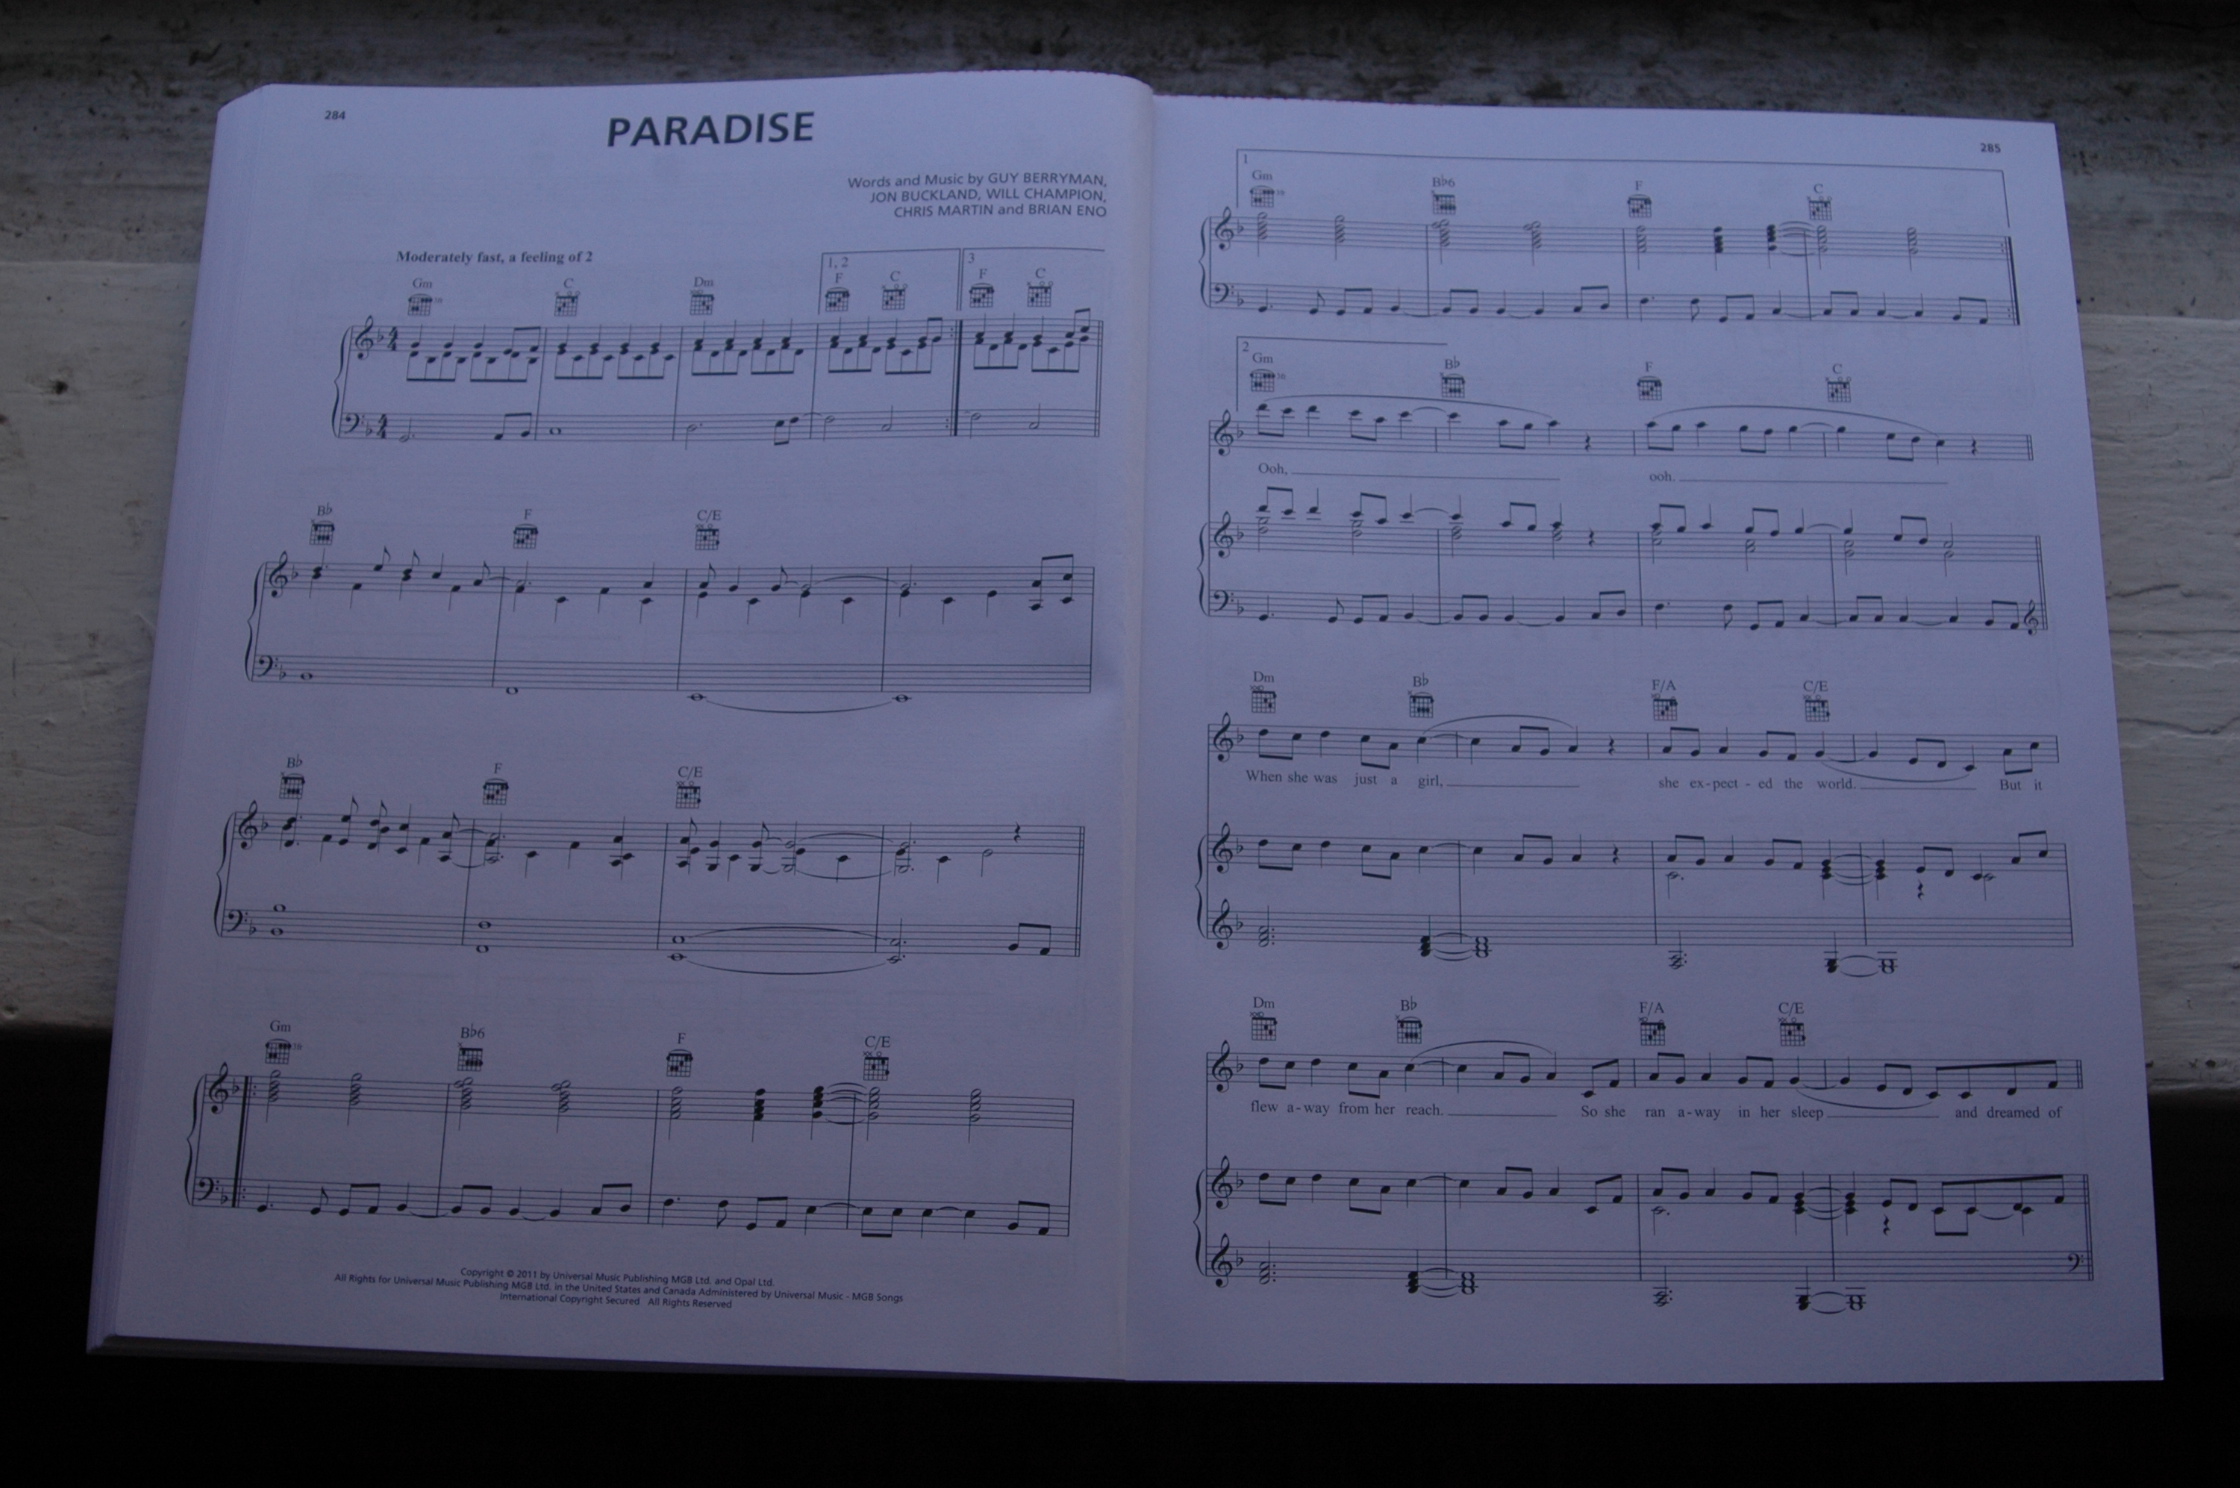 284
PARADISE
Words and Music by GUY BERRYMAN,
JON BUCKLAND, WILL CHAMPION,
CHRIS MARTIN and BRIAN ENO
Moderately fast, a feeling of 2
1, 2
3
Gm C Dm F C F C
B♭ F C/E
B♭ F C/E
Gm B♭6 F C/E
Copyright © 2011 by Universal Music Publishing MGB Ltd. and Opal Ltd.
All Rights for Universal Music Publishing MGB Ltd. in the United States and Canada Administered by Universal Music - MGB Songs
International Copyright Secured All Rights Reserved
285
1
Gm B♭6 F C
2
Gm B♭ F C
Ooh, ooh.
Dm B♭ F/A C/E
When she was just a girl, she ex-pect-ed the world. But it
Dm B♭ F/A C/E
flew a-way from her reach. So she ran a-way in her sleep and dreamed of